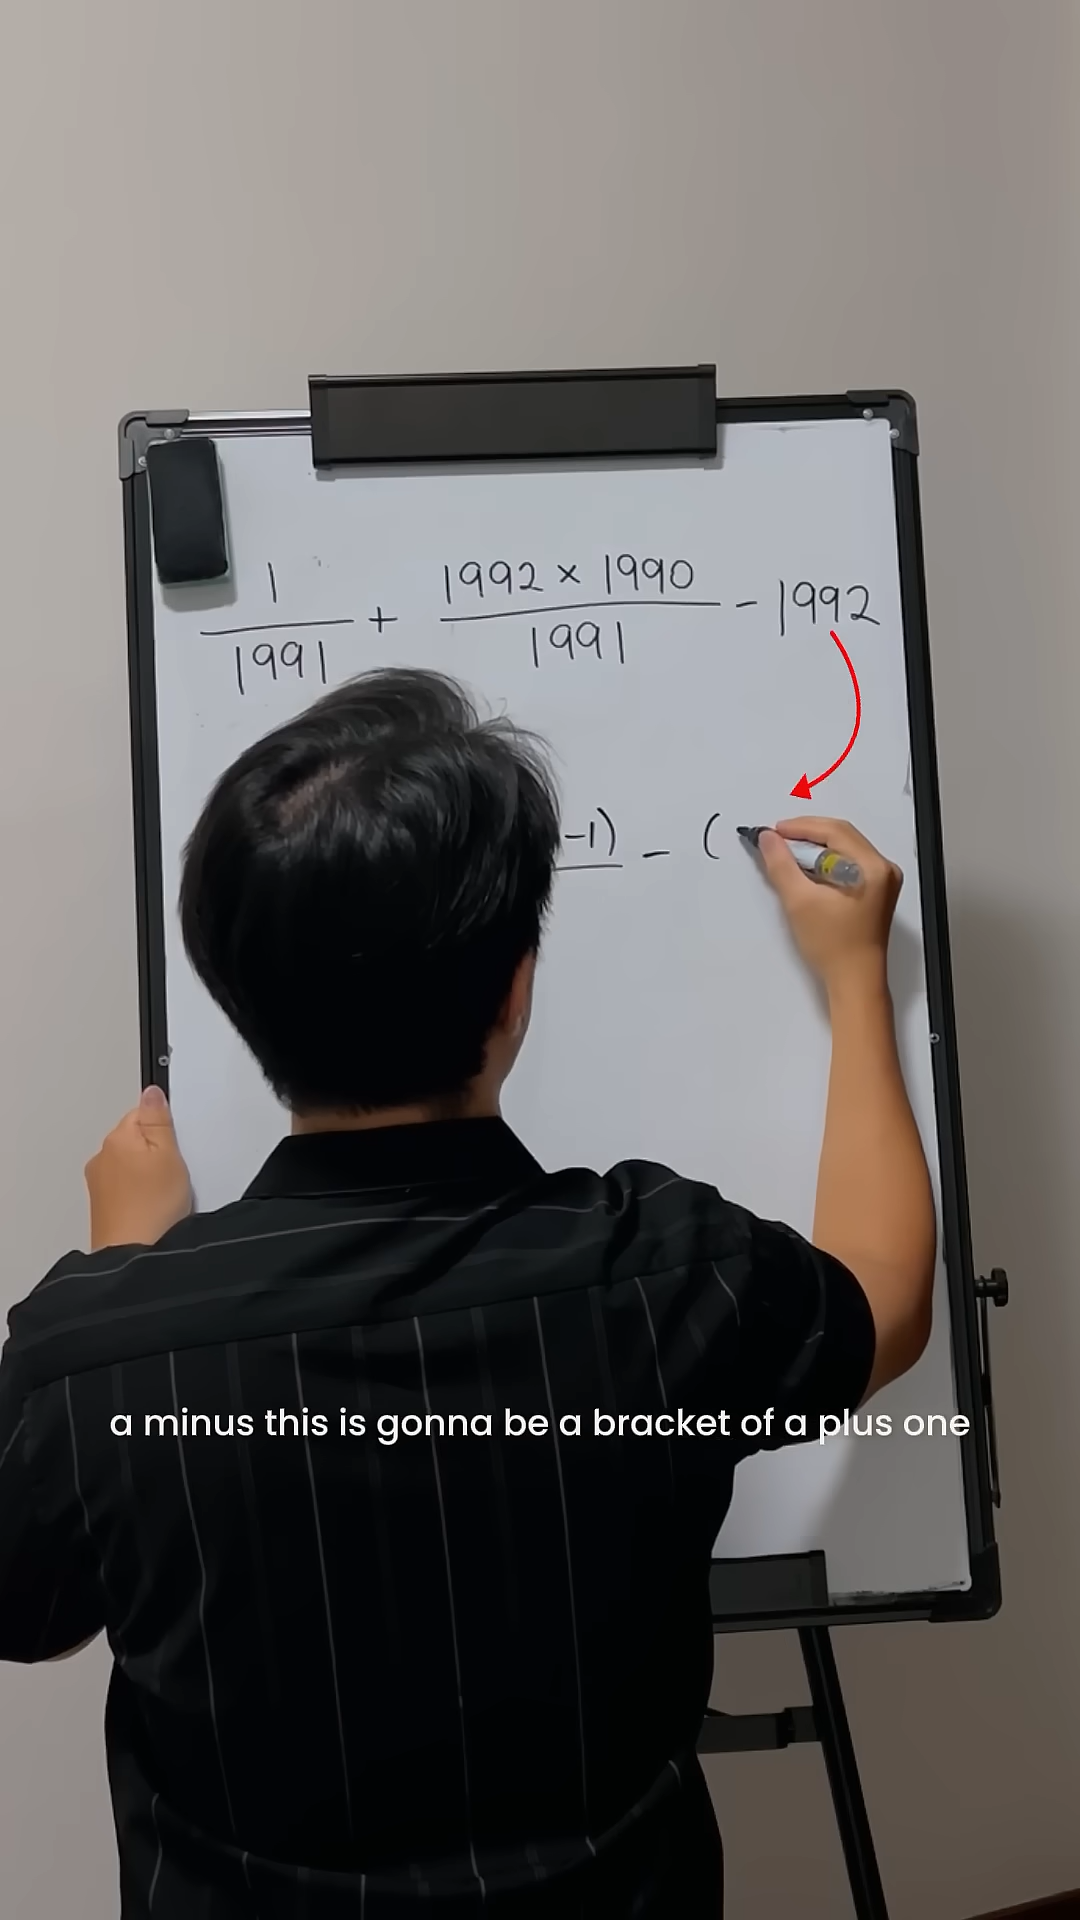 1 / 1991 + 1992 × 1990 / 1991 - 1992
-1) - (
a minus this is gonna be a bracket of a plus one